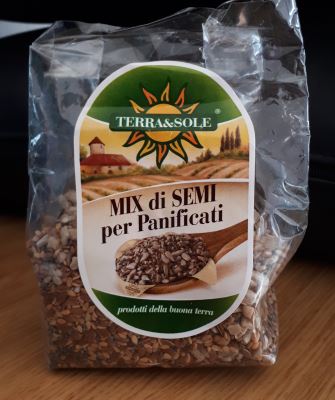 TERRA&SOLE®
MIX di SEMI
per Panificati
prodotti della buona terra